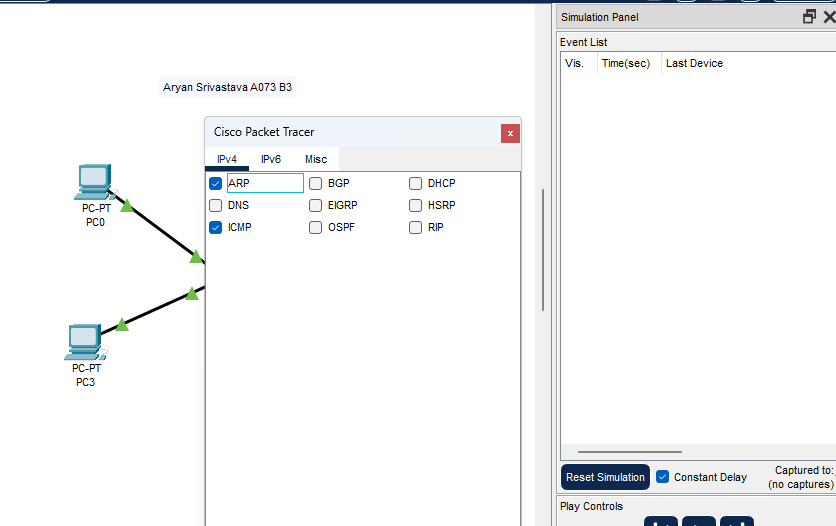 Simulation Panel
Event List
Vis. Time(sec) Last Device
Aryan Srivastava A073 B3
Cisco Packet Tracer
x
IPv4 IPv6 Misc
ARP BGP DHCP
DNS EIGRP HSRP
ICMP OSPF RIP
PC-PT
PC0
PC-PT
PC3
Reset Simulation Constant Delay Captured to:
(no captures)
Play Controls